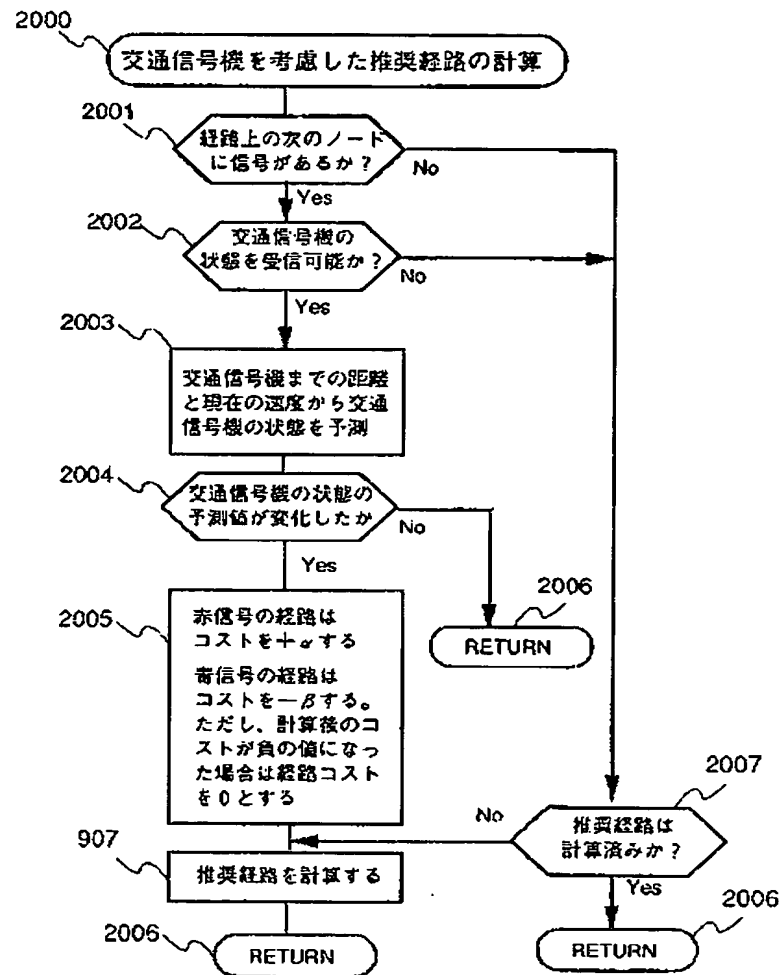 2000
交通信号機を考慮した推奨経路の計算
2001
経路上の次のノード
に信号があるか？
No
Yes
2002
交通信号機の
状態を受信可能か？
No
Yes
2003
交通信号機までの距離
と現在の速度から交通
信号機の状態を予測
2004
交通信号機の状態の
予測値が変化したか
No
Yes
2006
RETURN
2005
赤信号の経路は
コストを＋αする
青信号の経路は
コストを－βする。
ただし、計算後のコ
ストが負の値になっ
た場合は経路コスト
を０とする
2007
推奨経路は
計算済みか？
No
Yes
907
推奨経路を計算する
2006
RETURN
2006
RETURN